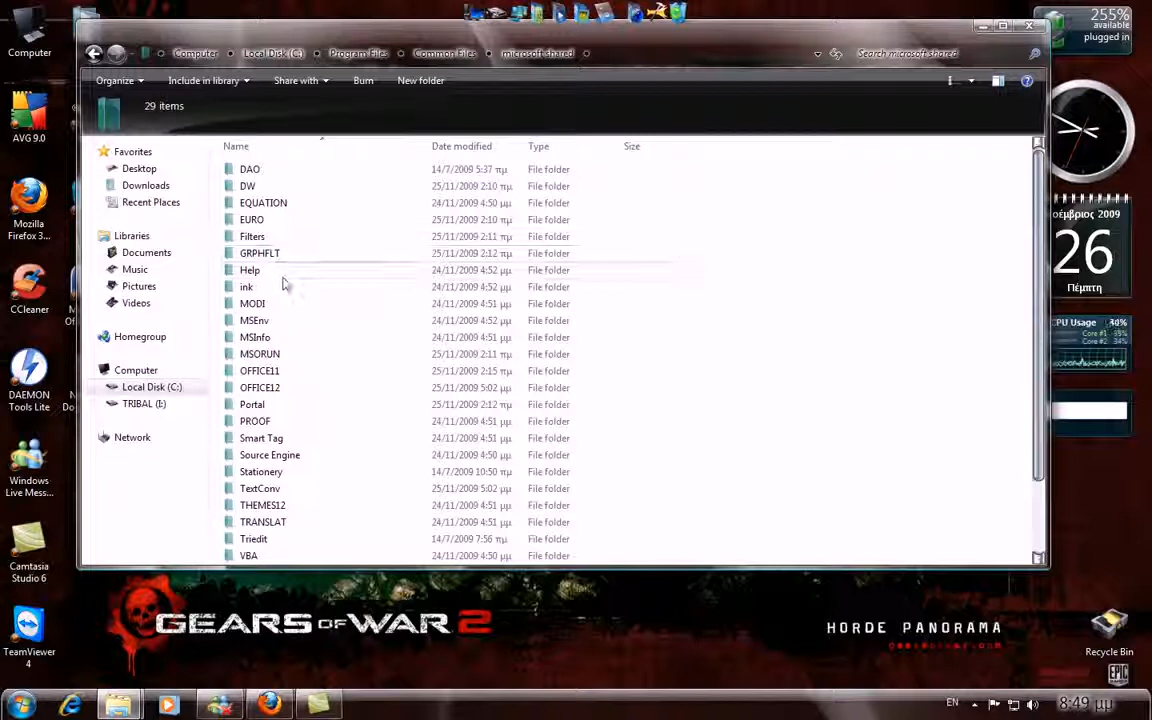 Computer
AVG 9.0
Mozilla
Firefox 3...
CCleaner
DAEMON
Tools Lite
Windows
Live Mess...
Camtasia
Studio 6
TeamViewer
4
Computer
Local Disk (C:)
Program Files
Common Files
microsoft shared
Search microsoft shared
Organize
Include in library
Share with
Burn
New folder
29 items
Favorites
Desktop
Downloads
Recent Places
Libraries
Documents
Music
Pictures
Videos
Homegroup
Computer
Local Disk (C:)
TRIBAL (E:)
Network
Name Date modified Type Size
DAO 14/7/2009 5:37 πμ File folder
DW 25/11/2009 2:10 πμ File folder
EQUATION 24/11/2009 4:50 μμ File folder
EURO 25/11/2009 2:10 πμ File folder
Filters 25/11/2009 2:11 πμ File folder
GRPHFLT 25/11/2009 2:12 πμ File folder
Help 24/11/2009 4:52 μμ File folder
ink 24/11/2009 4:52 μμ File folder
MODI 24/11/2009 4:51 μμ File folder
MSEnv 24/11/2009 4:52 μμ File folder
MSInfo 24/11/2009 4:51 μμ File folder
MSORUN 25/11/2009 2:11 πμ File folder
OFFICE11 25/11/2009 2:15 πμ File folder
OFFICE12 25/11/2009 5:02 μμ File folder
Portal 25/11/2009 2:12 πμ File folder
PROOF 24/11/2009 4:51 μμ File folder
Smart Tag 24/11/2009 4:51 μμ File folder
Source Engine 24/11/2009 4:50 μμ File folder
Stationery 14/7/2009 10:50 πμ File folder
TextConv 25/11/2009 5:02 μμ File folder
THEMES12 24/11/2009 4:51 μμ File folder
TRANSLAT 24/11/2009 4:51 μμ File folder
Triedit 14/7/2009 7:56 πμ File folder
VBA 24/11/2009 4:50 μμ File folder
255%
available
plugged in
οέμβριος 2009
26
Πέμπτη
CPU Usage
GEARS OF WAR 2
HORDE PANORAMA
Recycle Bin
EPIC
EN
8:49 μμ